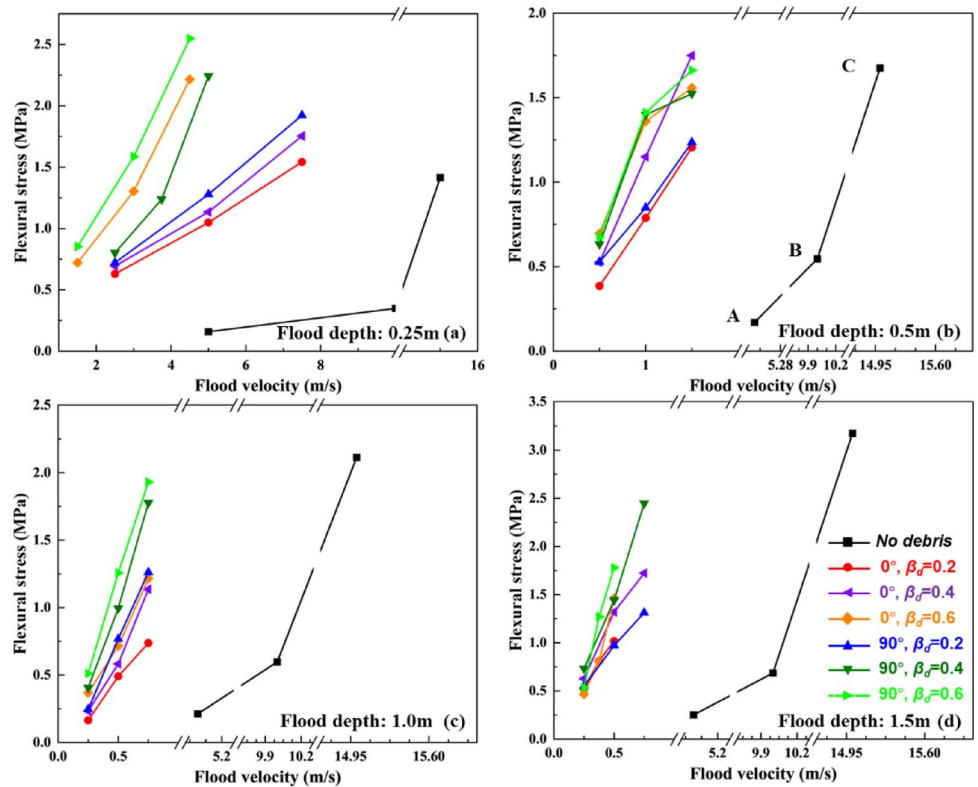 Flexural stress (MPa)
2.5
2.0
1.5
1.0
0.5
0.0
2 4 6 8 16
Flood velocity (m/s)
Flood depth: 0.25m (a)
Flexural stress (MPa)
2.0
1.5
1.0
0.5
0.0
A
B
C
0 1 5.28 9.9 10.2 14.95 15.60
Flood velocity (m/s)
Flood depth: 0.5m (b)
Flexural stress (MPa)
2.5
2.0
1.5
1.0
0.5
0.0
0.5 5.2 9.9 10.2 14.95 15.60
Flood velocity (m/s)
Flood depth: 1.0m (c)
Flexural stress (MPa)
3.5
3.0
2.5
2.0
1.5
1.0
0.5
0.0
0.5 5.2 9.9 10.2 14.95 15.60
Flood velocity (m/s)
No debris
0°, βd=0.2
0°, βd=0.4
0°, βd=0.6
90°, βd=0.2
90°, βd=0.4
90°, βd=0.6
Flood depth: 1.5m (d)